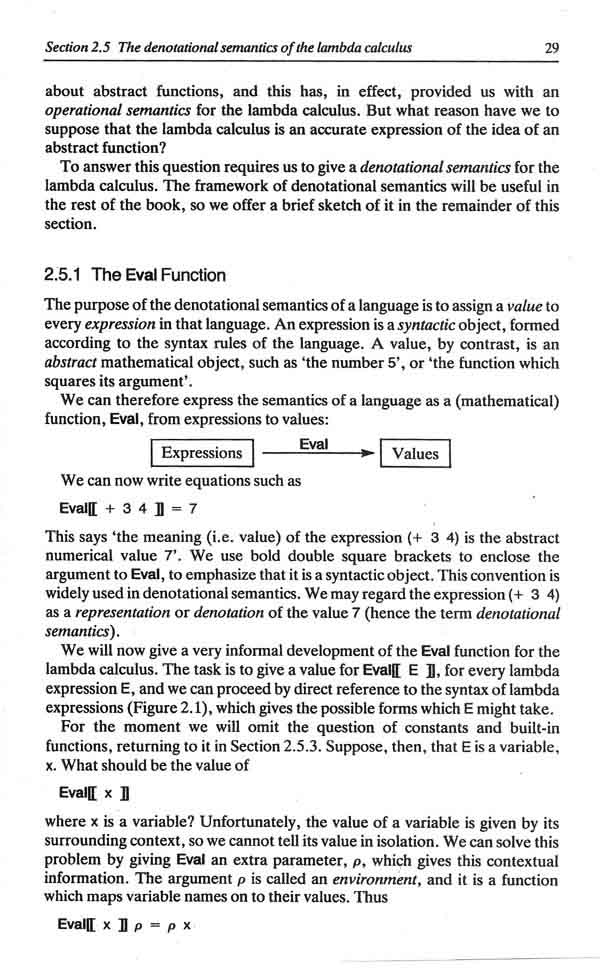 Section 2.5 The denotational semantics of the lambda calculus 29
about abstract functions, and this has, in effect, provided us with an
operational semantics for the lambda calculus. But what reason have we to
suppose that the lambda calculus is an accurate expression of the idea of an
abstract function?
To answer this question requires us to give a denotational semantics for the
lambda calculus. The framework of denotational semantics will be useful in
the rest of the book, so we offer a brief sketch of it in the remainder of this
section.
2.5.1 The Eval Function
The purpose of the denotational semantics of a language is to assign a value to
every expression in that language. An expression is a syntactic object, formed
according to the syntax rules of the language. A value, by contrast, is an
abstract mathematical object, such as ‘the number 5’, or ‘the function which
squares its argument’.
We can therefore express the semantics of a language as a (mathematical)
function, Eval, from expressions to values:
Expressions Eval Values
We can now write equations such as
Eval⟦ + 3 4 ⟧ = 7
This says ‘the meaning (i.e. value) of the expression (+ 3 4) is the abstract
numerical value 7’. We use bold double square brackets to enclose the
argument to Eval, to emphasize that it is a syntactic object. This convention is
widely used in denotational semantics. We may regard the expression (+ 3 4)
as a representation or denotation of the value 7 (hence the term denotational
semantics).
We will now give a very informal development of the Eval function for the
lambda calculus. The task is to give a value for Eval⟦ E ⟧, for every lambda
expression E, and we can proceed by direct reference to the syntax of lambda
expressions (Figure 2.1), which gives the possible forms which E might take.
For the moment we will omit the question of constants and built-in
functions, returning to it in Section 2.5.3. Suppose, then, that E is a variable,
x. What should be the value of
Eval⟦ x ⟧
where x is a variable? Unfortunately, the value of a variable is given by its
surrounding context, so we cannot tell its value in isolation. We can solve this
problem by giving Eval an extra parameter, ρ, which gives this contextual
information. The argument ρ is called an environment, and it is a function
which maps variable names on to their values. Thus
Eval⟦ x ⟧ ρ = ρ x